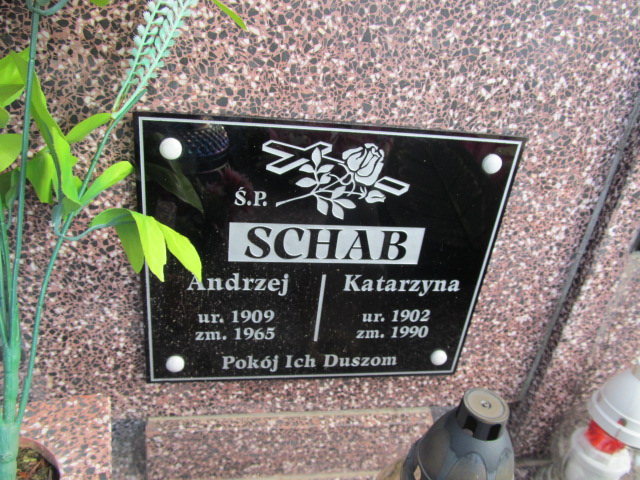 Ś.P.
SCHAB
Andrzej
ur. 1909
zm. 1965
Katarzyna
ur. 1902
zm. 1990
Pokój Ich Duszom